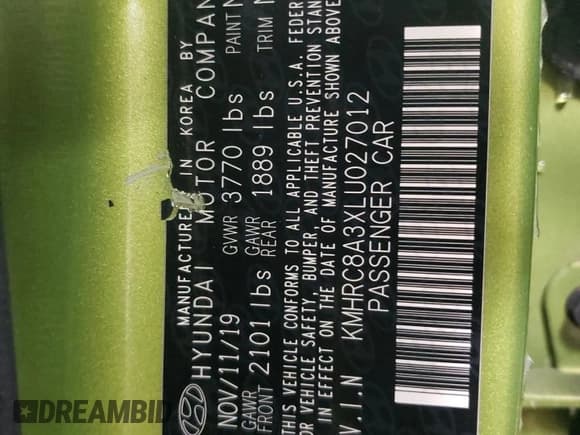 MANUFACTURED IN KOREA BY
HYUNDAI MOTOR COMPAN
NOV/11/19 GVWR 3770 lbs PAINT
FRONT GAWR 2101 lbs REAR GAWR 1889 lbs TRIM
THIS VEHICLE CONFORMS TO ALL APPLICABLE U.S.A. FEDER
VEHICLE SAFETY, BUMPER, AND THEFT PREVENTION STAN
IN EFFECT ON THE DATE OF MANUFACTURE SHOWN ABOVE
V.I.N KMHRC8A3XLU027012
PASSENGER CAR
DREAMBID